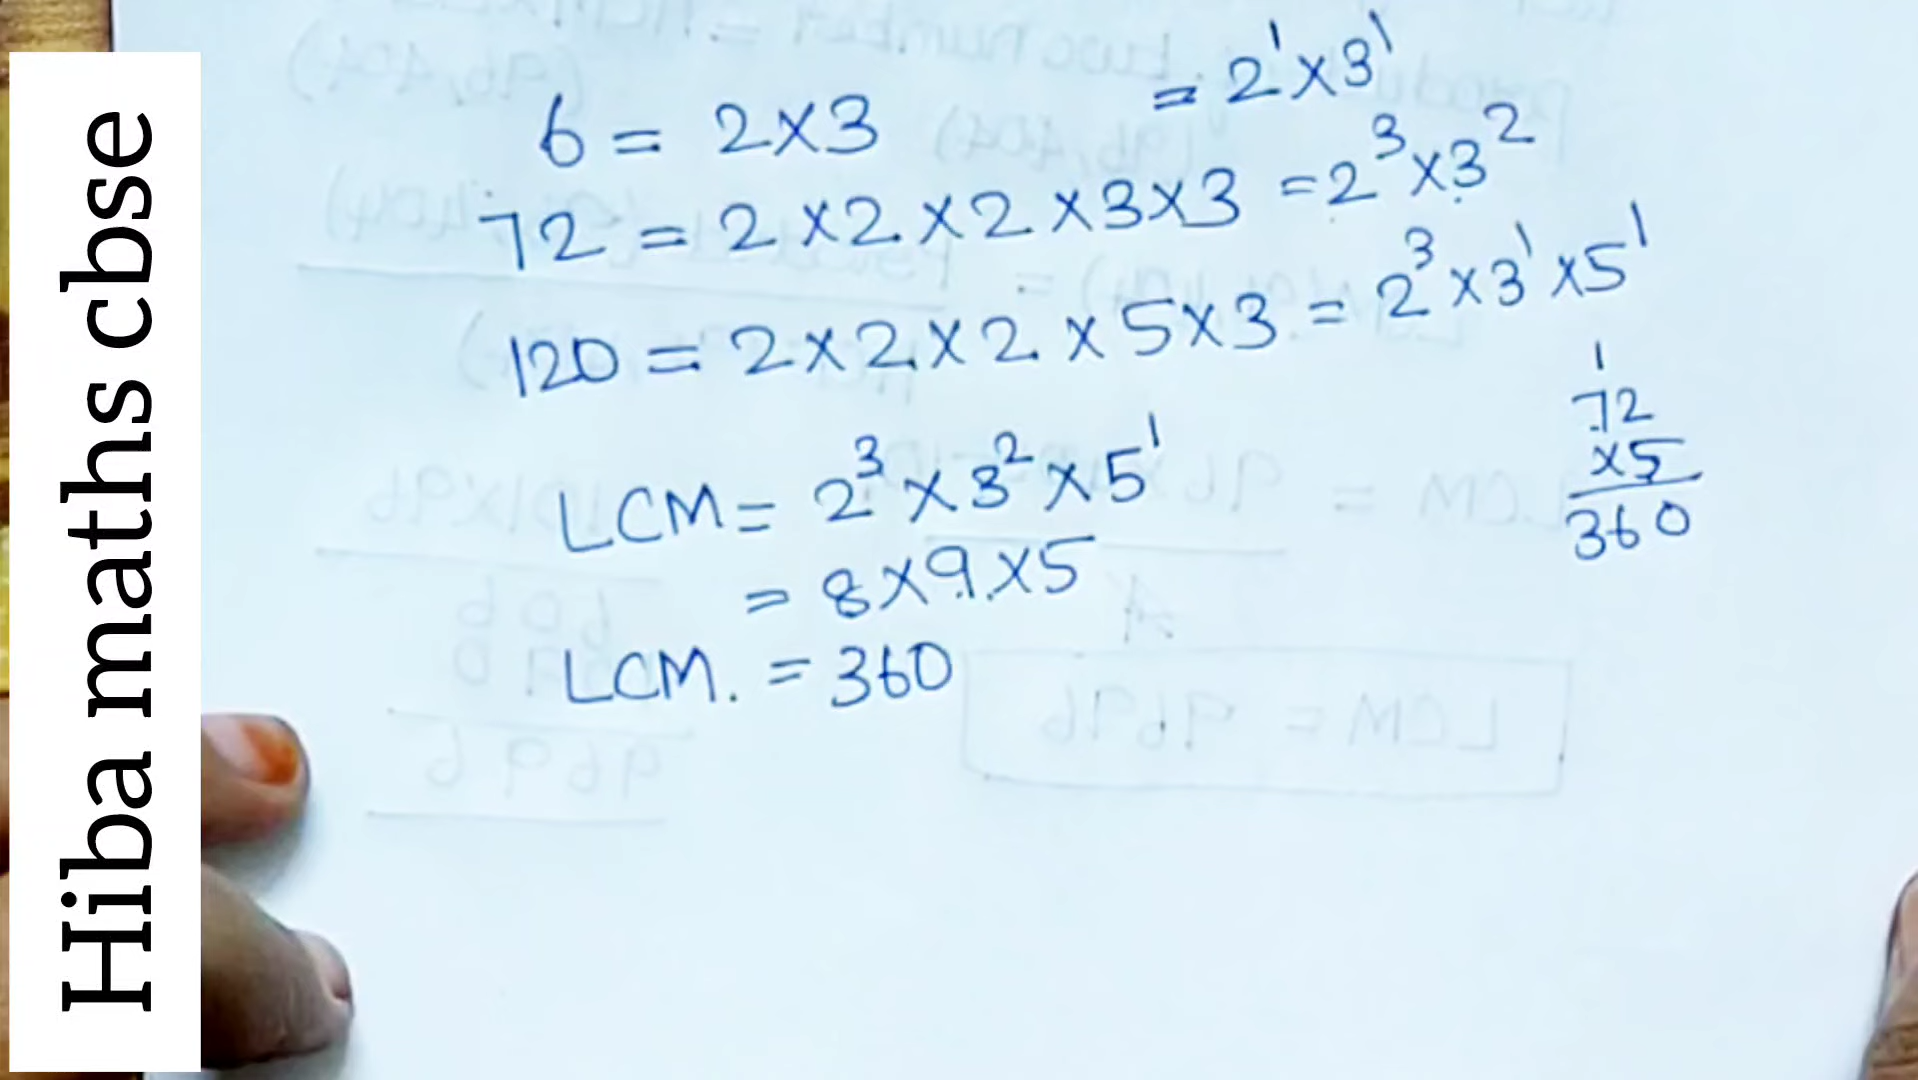 Hiba maths cbse
6 = 2×3 = 2¹×3¹
72 = 2×2×2×3×3 = 2³×3²
120 = 2×2×2×5×3 = 2³×3¹×5¹
LCM = 2³×3²×5¹
= 8×9×5
LCM. = 360
1
72
×5
360